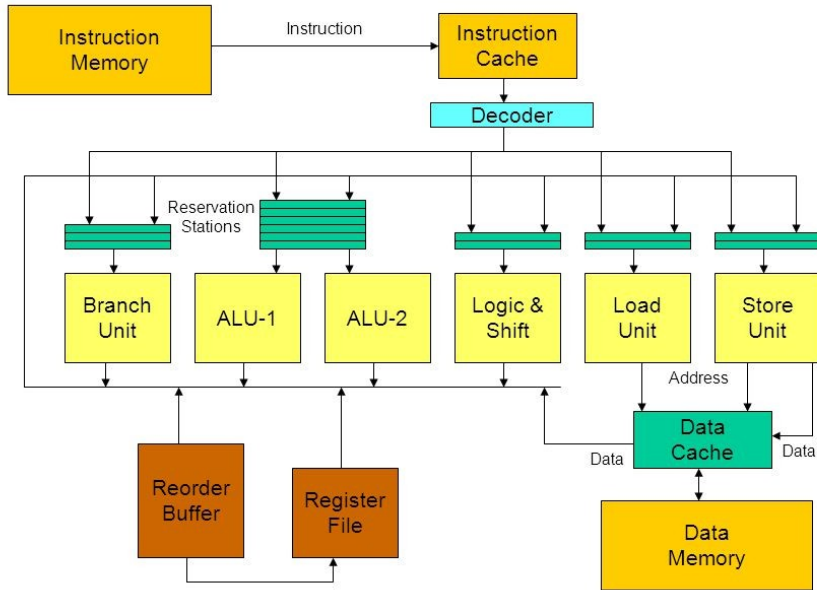 Instruction
Memory
Instruction
Instruction
Cache
Decoder
Reservation
Stations
Branch
Unit
ALU-1
ALU-2
Logic &
Shift
Load
Unit
Store
Unit
Address
Data
Cache
Data
Data
Reorder
Buffer
Register
File
Data
Memory